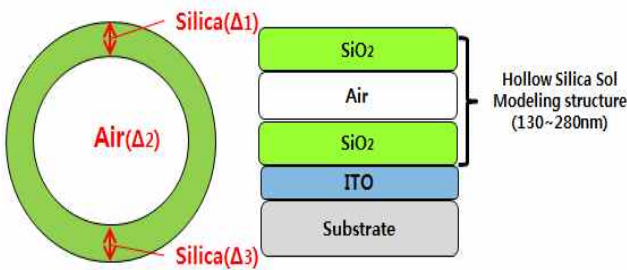 Silica(Δ1)
Air(Δ2)
Silica(Δ3)
SiO₂
Air
SiO₂
ITO
Substrate
Hollow Silica Sol
Modeling structure
(130~280nm)